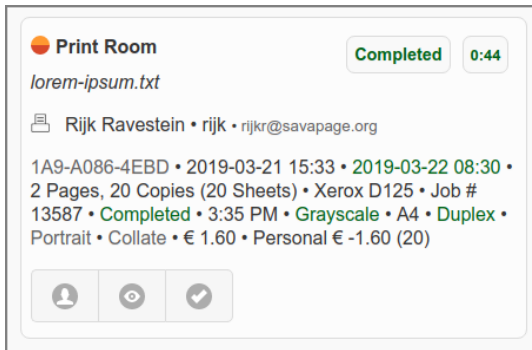 Print Room
Completed
0:44
lorem-ipsum.txt
Rijk Ravestein • rijk • rijkr@savapage.org
1A9-A086-4EBD • 2019-03-21 15:33 • 2019-03-22 08:30 •
2 Pages, 20 Copies (20 Sheets) • Xerox D125 • Job #
13587 • Completed • 3:35 PM • Grayscale • A4 • Duplex •
Portrait • Collate • € 1.60 • Personal € -1.60 (20)